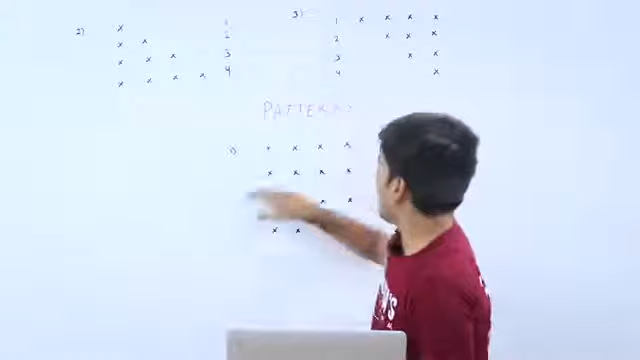 2)
x 1
x x 2
x x x 3
x x x x 4
3)
1 x x x x
2 x x x
3 x x
4 x
PATTERNS
1)
x x x x
x x x x
x x
x x